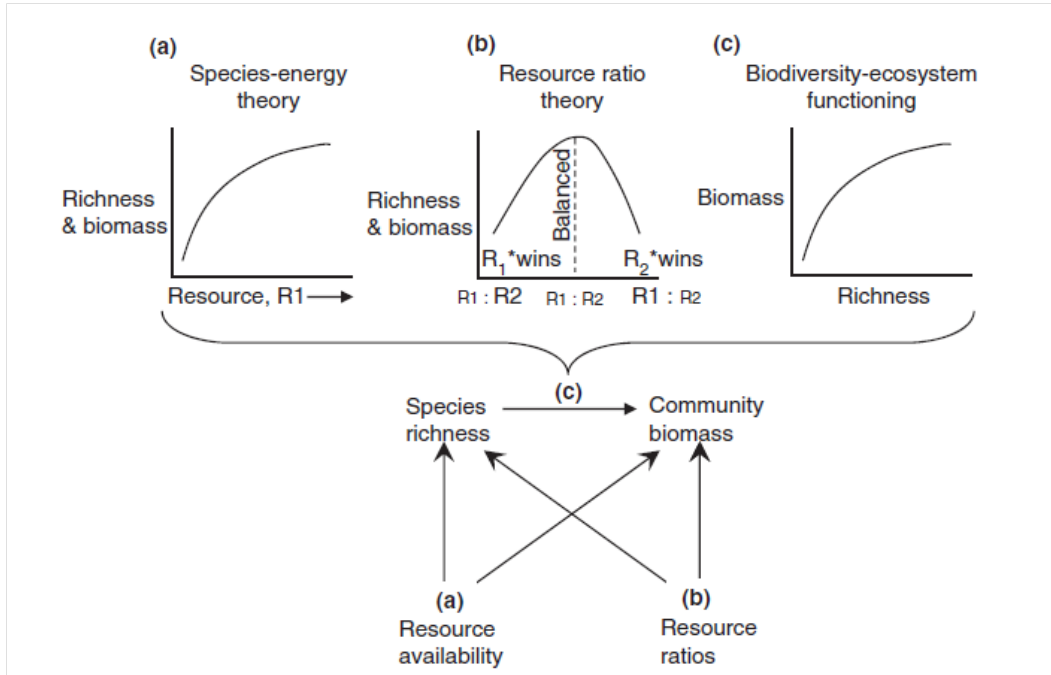 (a)
Species-energy
theory
Richness
& biomass
Resource, R1
(b)
Resource ratio
theory
Richness
& biomass
Balanced
R1*wins
R2*wins
R1 : R2
R1 : R2
R1 : R2
(c)
Biodiversity-ecosystem
functioning
Biomass
Richness
(c)
Species
richness
Community
biomass
(a)
Resource
availability
(b)
Resource
ratios